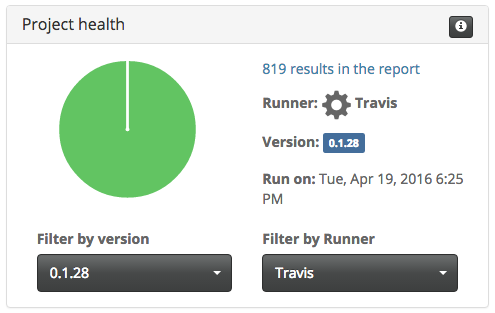 Project health
819 results in the report
Runner: Travis
Version: 0.1.28
Run on: Tue, Apr 19, 2016 6:25
PM
Filter by version
0.1.28
Filter by Runner
Travis